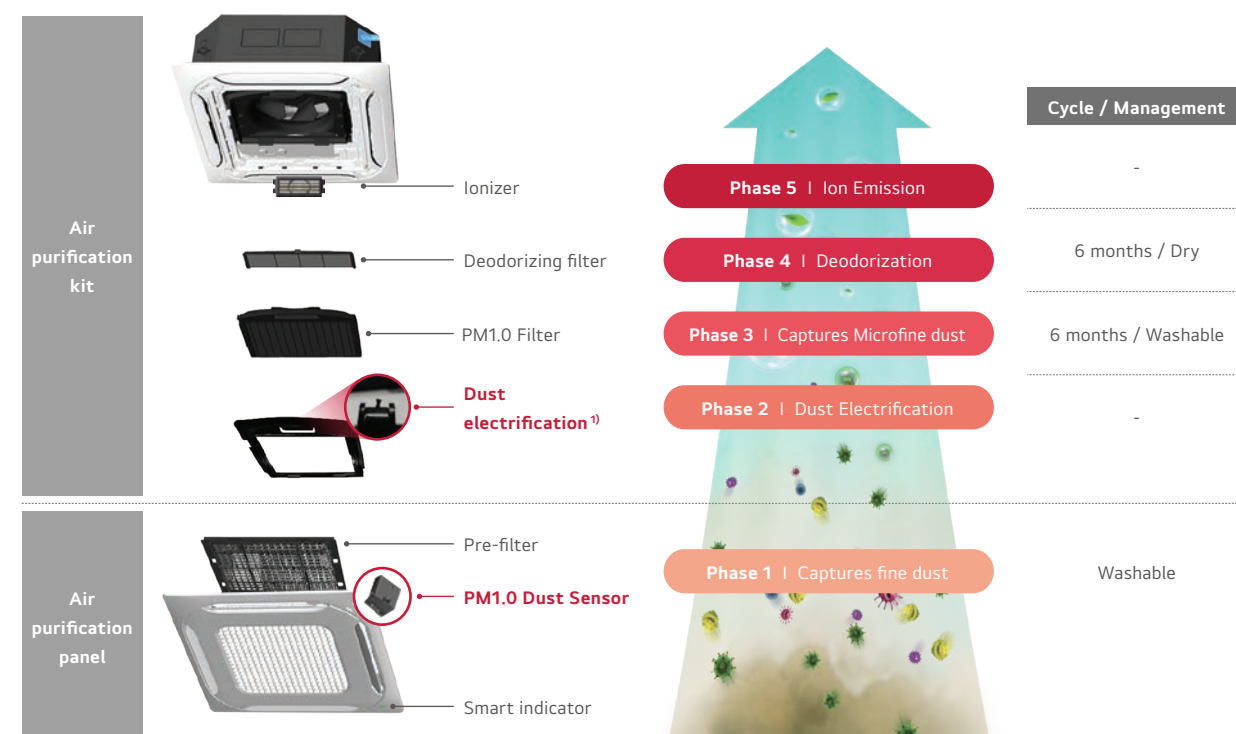 Cycle / Management
Air
purification
kit
Ionizer
Phase 5 | Ion Emission
-
Deodorizing filter
Phase 4 | Deodorization
6 months / Dry
PM1.0 Filter
Phase 3 | Captures Microfine dust
6 months / Washable
Dust
electrification 1)
Phase 2 | Dust Electrification
-
Air
purification
panel
Pre-filter
Phase 1 | Captures fine dust
Washable
PM1.0 Dust Sensor
Smart indicator